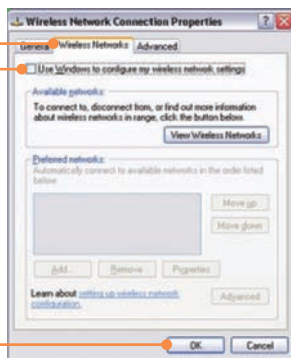 Wireless Network Connection Properties
General Wireless Networks Advanced
Use Windows to configure my wireless network settings
Available networks:
To connect to, disconnect from, or find out more information
about wireless networks in range, click the button below.
View Wireless Networks
Preferred networks:
Automatically connect to available networks in the order listed
below:
Move up
Move down
Add... Remove Properties
Learn about setting up wireless network
configuration.
Advanced
OK Cancel